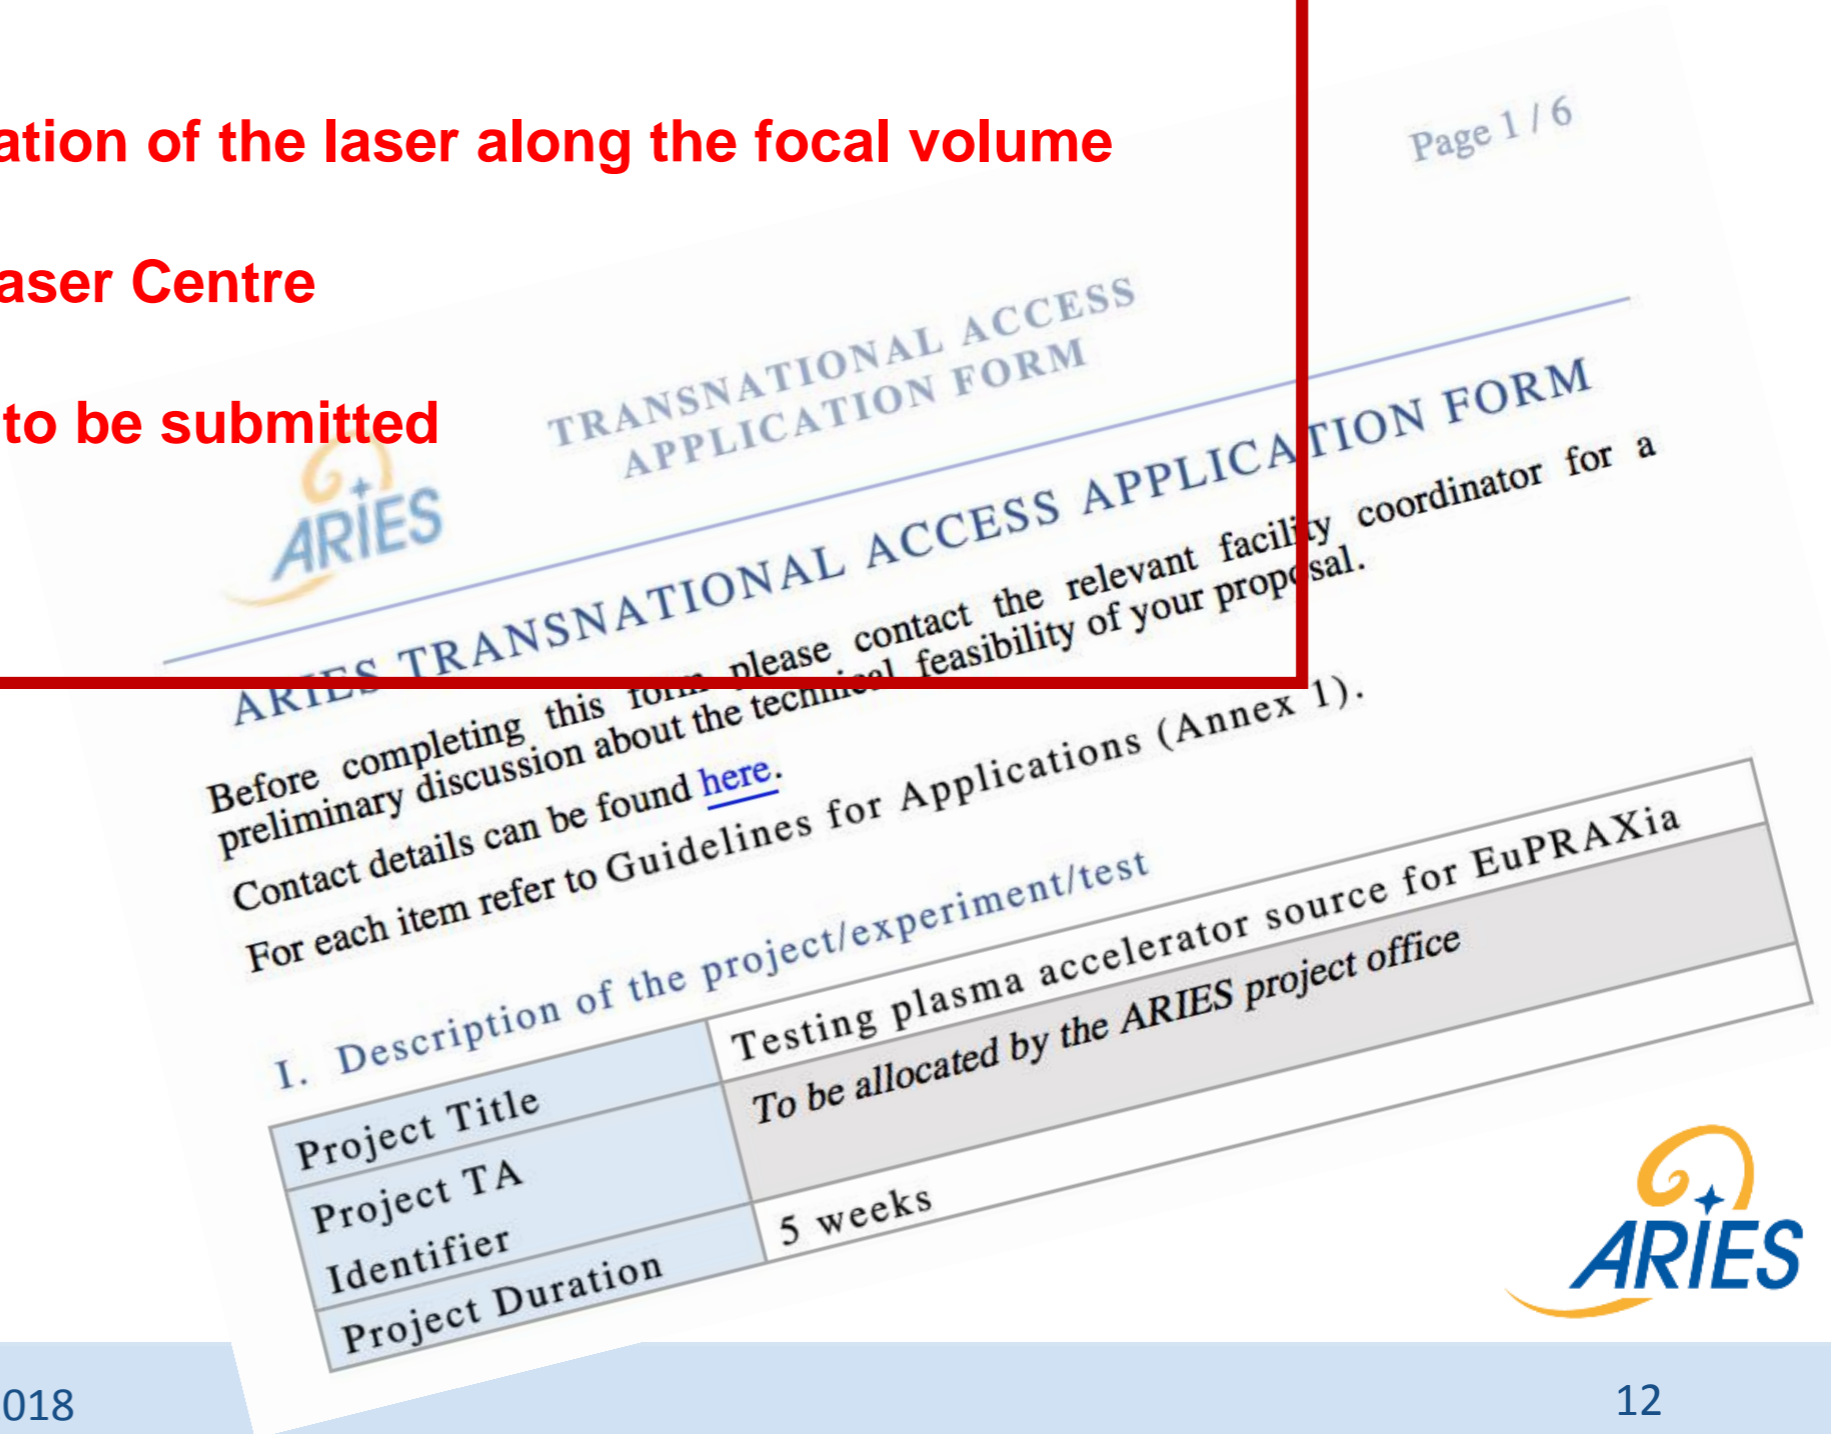 ation of the laser along the focal volume
aser Centre
to be submitted
Page 1 / 6
TRANSNATIONAL ACCESS
APPLICATION FORM
ARIES
ARIES TRANSNATIONAL ACCESS APPLICATION FORM
Before completing this form please contact the relevant facility coordinator for a
preliminary discussion about the technical feasibility of your proposal.
Contact details can be found here.
For each item refer to Guidelines for Applications (Annex 1).
I. Description of the project/experiment/test
Project Title
Testing plasma accelerator source for EuPRAXia
Project TA
Identifier
To be allocated by the ARIES project office
Project Duration
5 weeks
ARIES
018
12